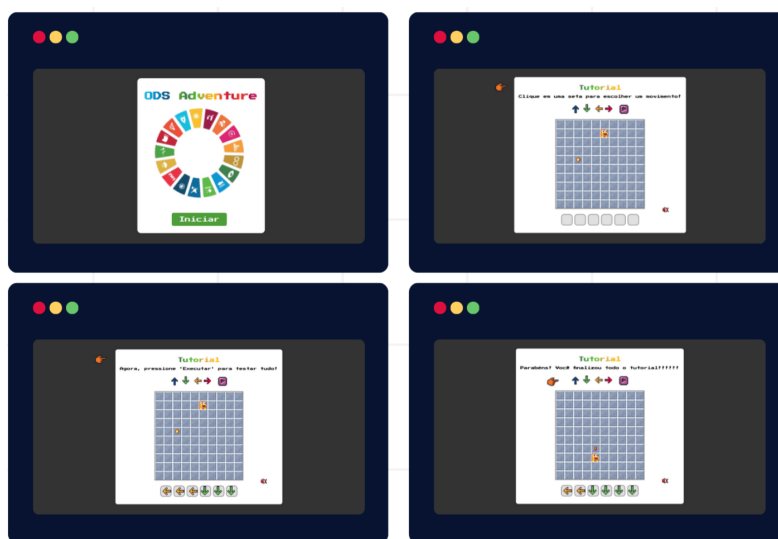 ODS Adventure
Iniciar
Tutorial
Clique em uma seta para escolher um movimento!
Tutorial
Agora, pressione 'Executar' para testar tudo!
Tutorial
Parabéns! Você finalizou todo o tutorial!!!!!!